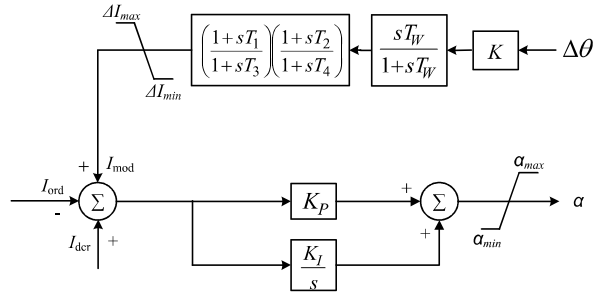 ΔI_max
ΔI_min
(1+sT_1 / 1+sT_3)(1+sT_2 / 1+sT_4)
sT_W / 1+sT_W
K
Δθ
+
I_mod
I_ord
-
Σ
I_dcr
+
K_P
K_I / s
+
+
Σ
α_max
α_min
α